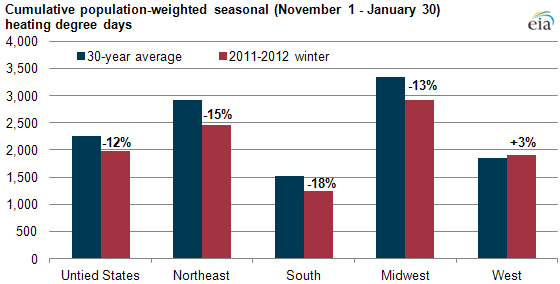 Cumulative population-weighted seasonal (November 1 - January 30)
heating degree days
eia
4,000
3,500
3,000
2,500
2,000
1,500
1,000
500
0
30-year average
2011-2012 winter
-12%
-15%
-18%
-13%
+3%
Untied States
Northeast
South
Midwest
West